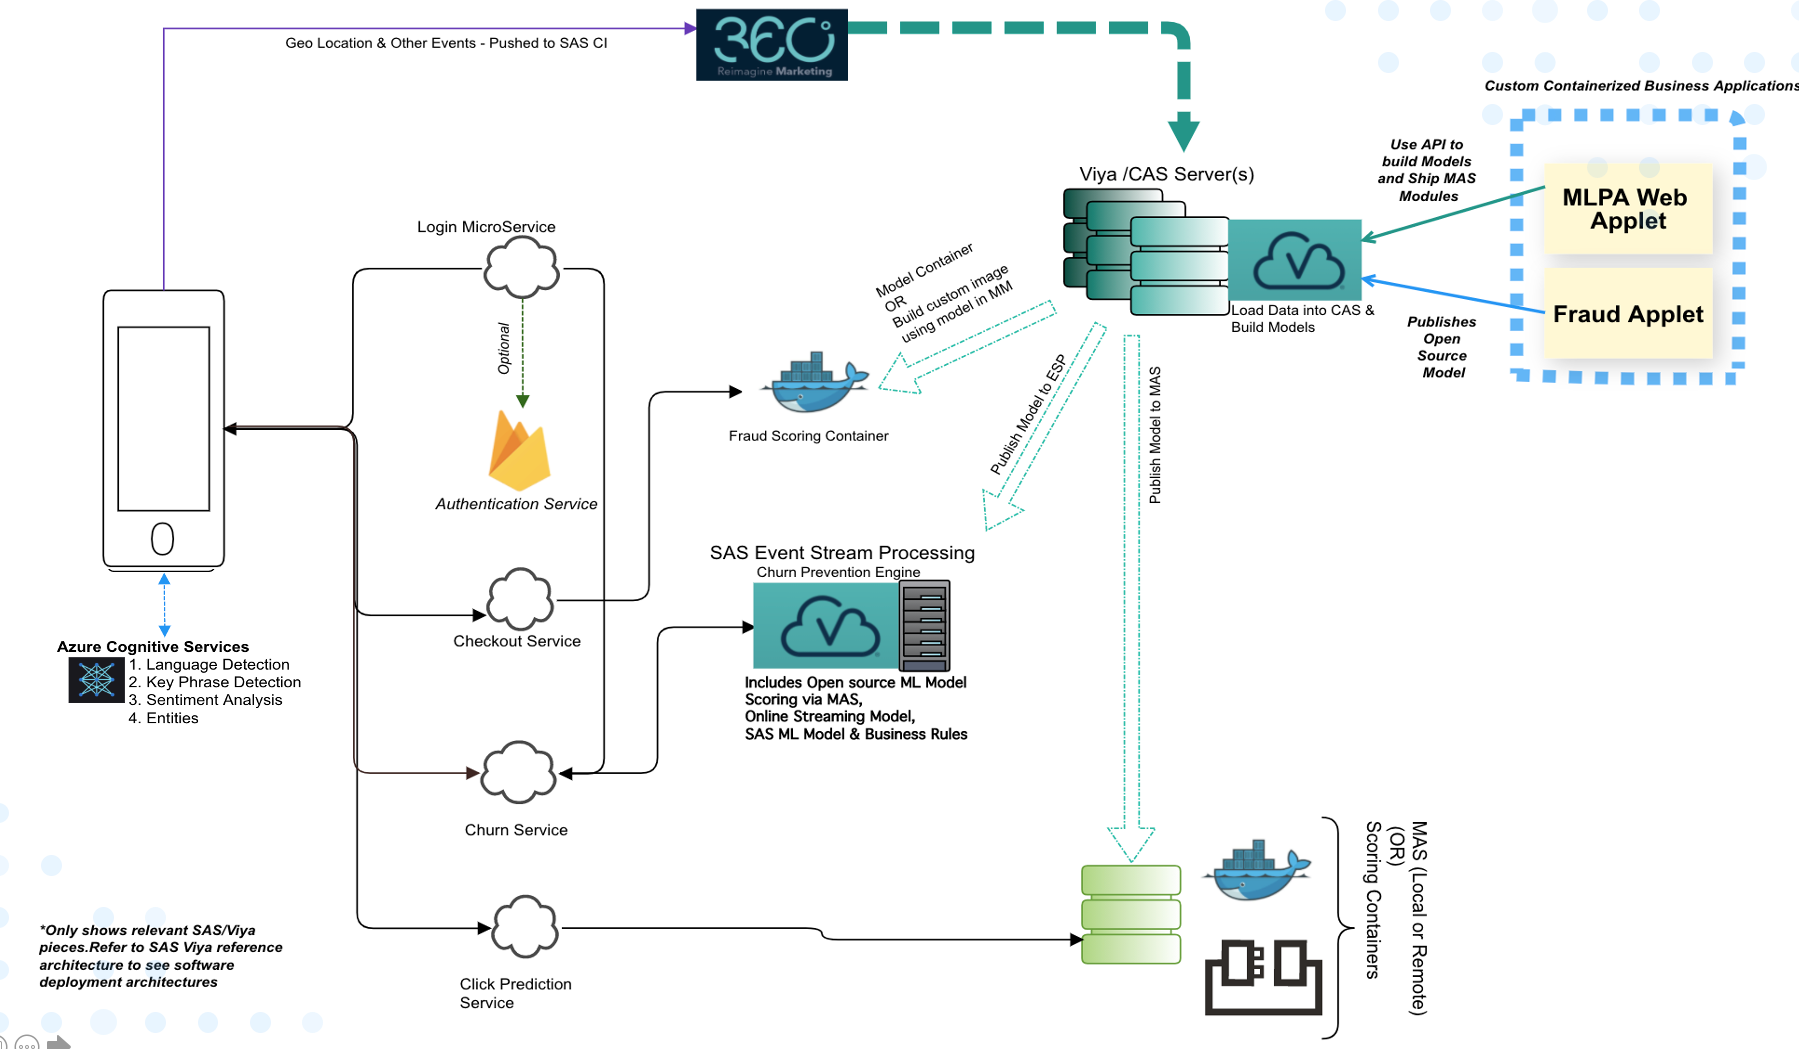 Geo Location & Other Events - Pushed to SAS CI
360°
Reimagine Marketing
Custom Containerized Business Applications
Use API to
build Models
and Ship MAS
Modules
MLPA Web
Applet
Fraud Applet
Publishes
Open
Source
Model
Viya /CAS Server(s)
Load Data into CAS &
Build Models
Model Container
OR
Build custom image
using model in MM
Publish Model to ESP
Publish Model to MAS
Login MicroService
Optional
Authentication Service
Fraud Scoring Container
Checkout Service
SAS Event Stream Processing
Churn Prevention Engine
Includes Open source ML Model
Scoring via MAS,
Online Streaming Model,
SAS ML Model & Business Rules
Azure Cognitive Services
1. Language Detection
2. Key Phrase Detection
3. Sentiment Analysis
4. Entities
Churn Service
Click Prediction
Service
MAS (Local or Remote)
(OR)
Scoring Containers
*Only shows relevant SAS/Viya
pieces.Refer to SAS Viya reference
architecture to see software
deployment architectures